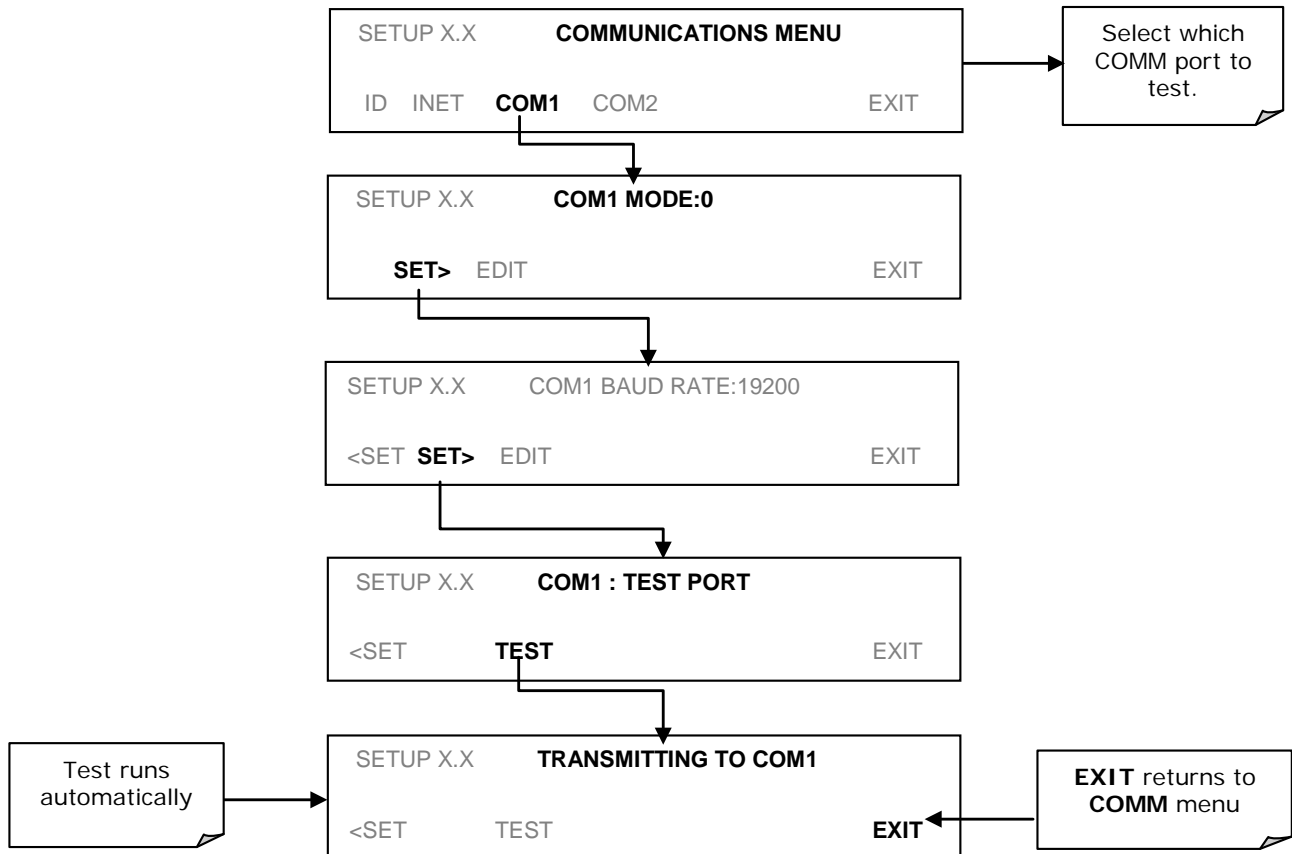 SETUP X.X COMMUNICATIONS MENU
ID INET COM1 COM2 EXIT
Select which
COMM port to
test.
SETUP X.X COM1 MODE:0
SET> EDIT EXIT
SETUP X.X COM1 BAUD RATE:19200
<SET SET> EDIT EXIT
SETUP X.X COM1 : TEST PORT
<SET TEST EXIT
Test runs
automatically
SETUP X.X TRANSMITTING TO COM1
<SET TEST EXIT
EXIT returns to
COMM menu